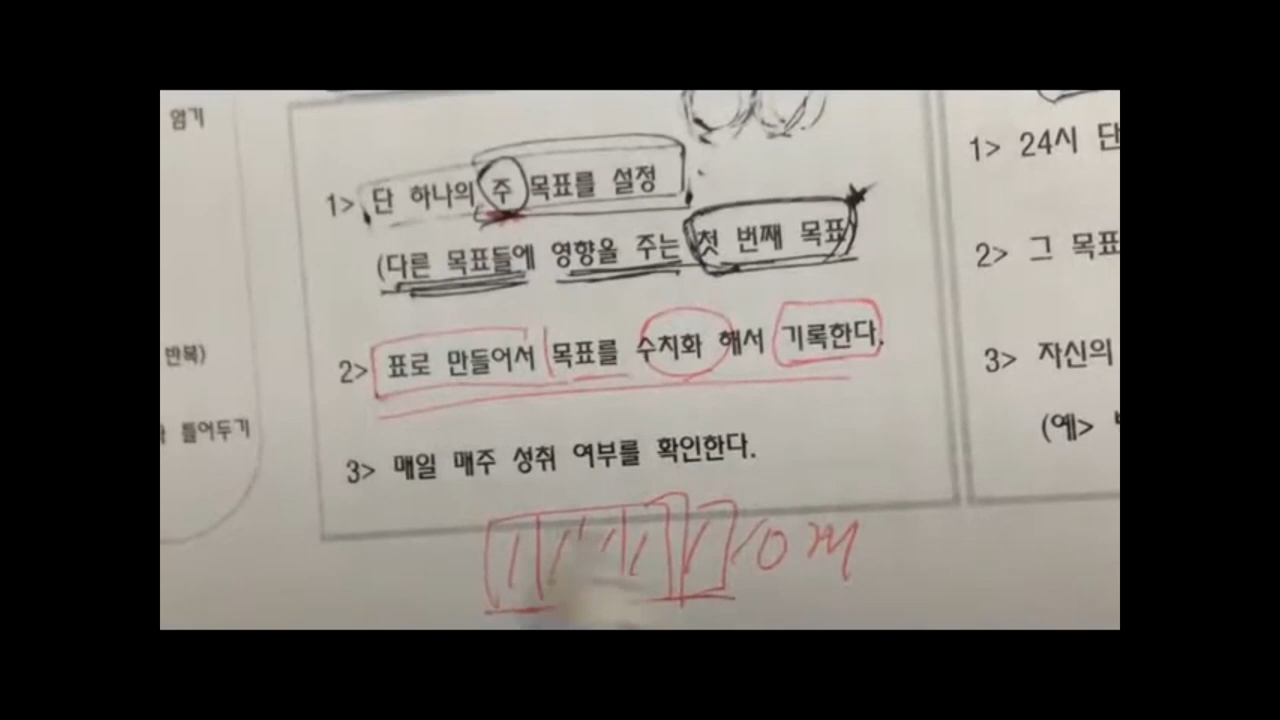 암기
반복)
틀어두기
1> 단 하나의 주 목표를 설정
(다른 목표들에 영향을 주는 첫 번째 목표)
2> 표로 만들어서 목표를 수치화 해서 기록한다.
3> 매일 매주 성취 여부를 확인한다.
10개
1> 24시 단
2> 그 목표
3> 자신의
(예>